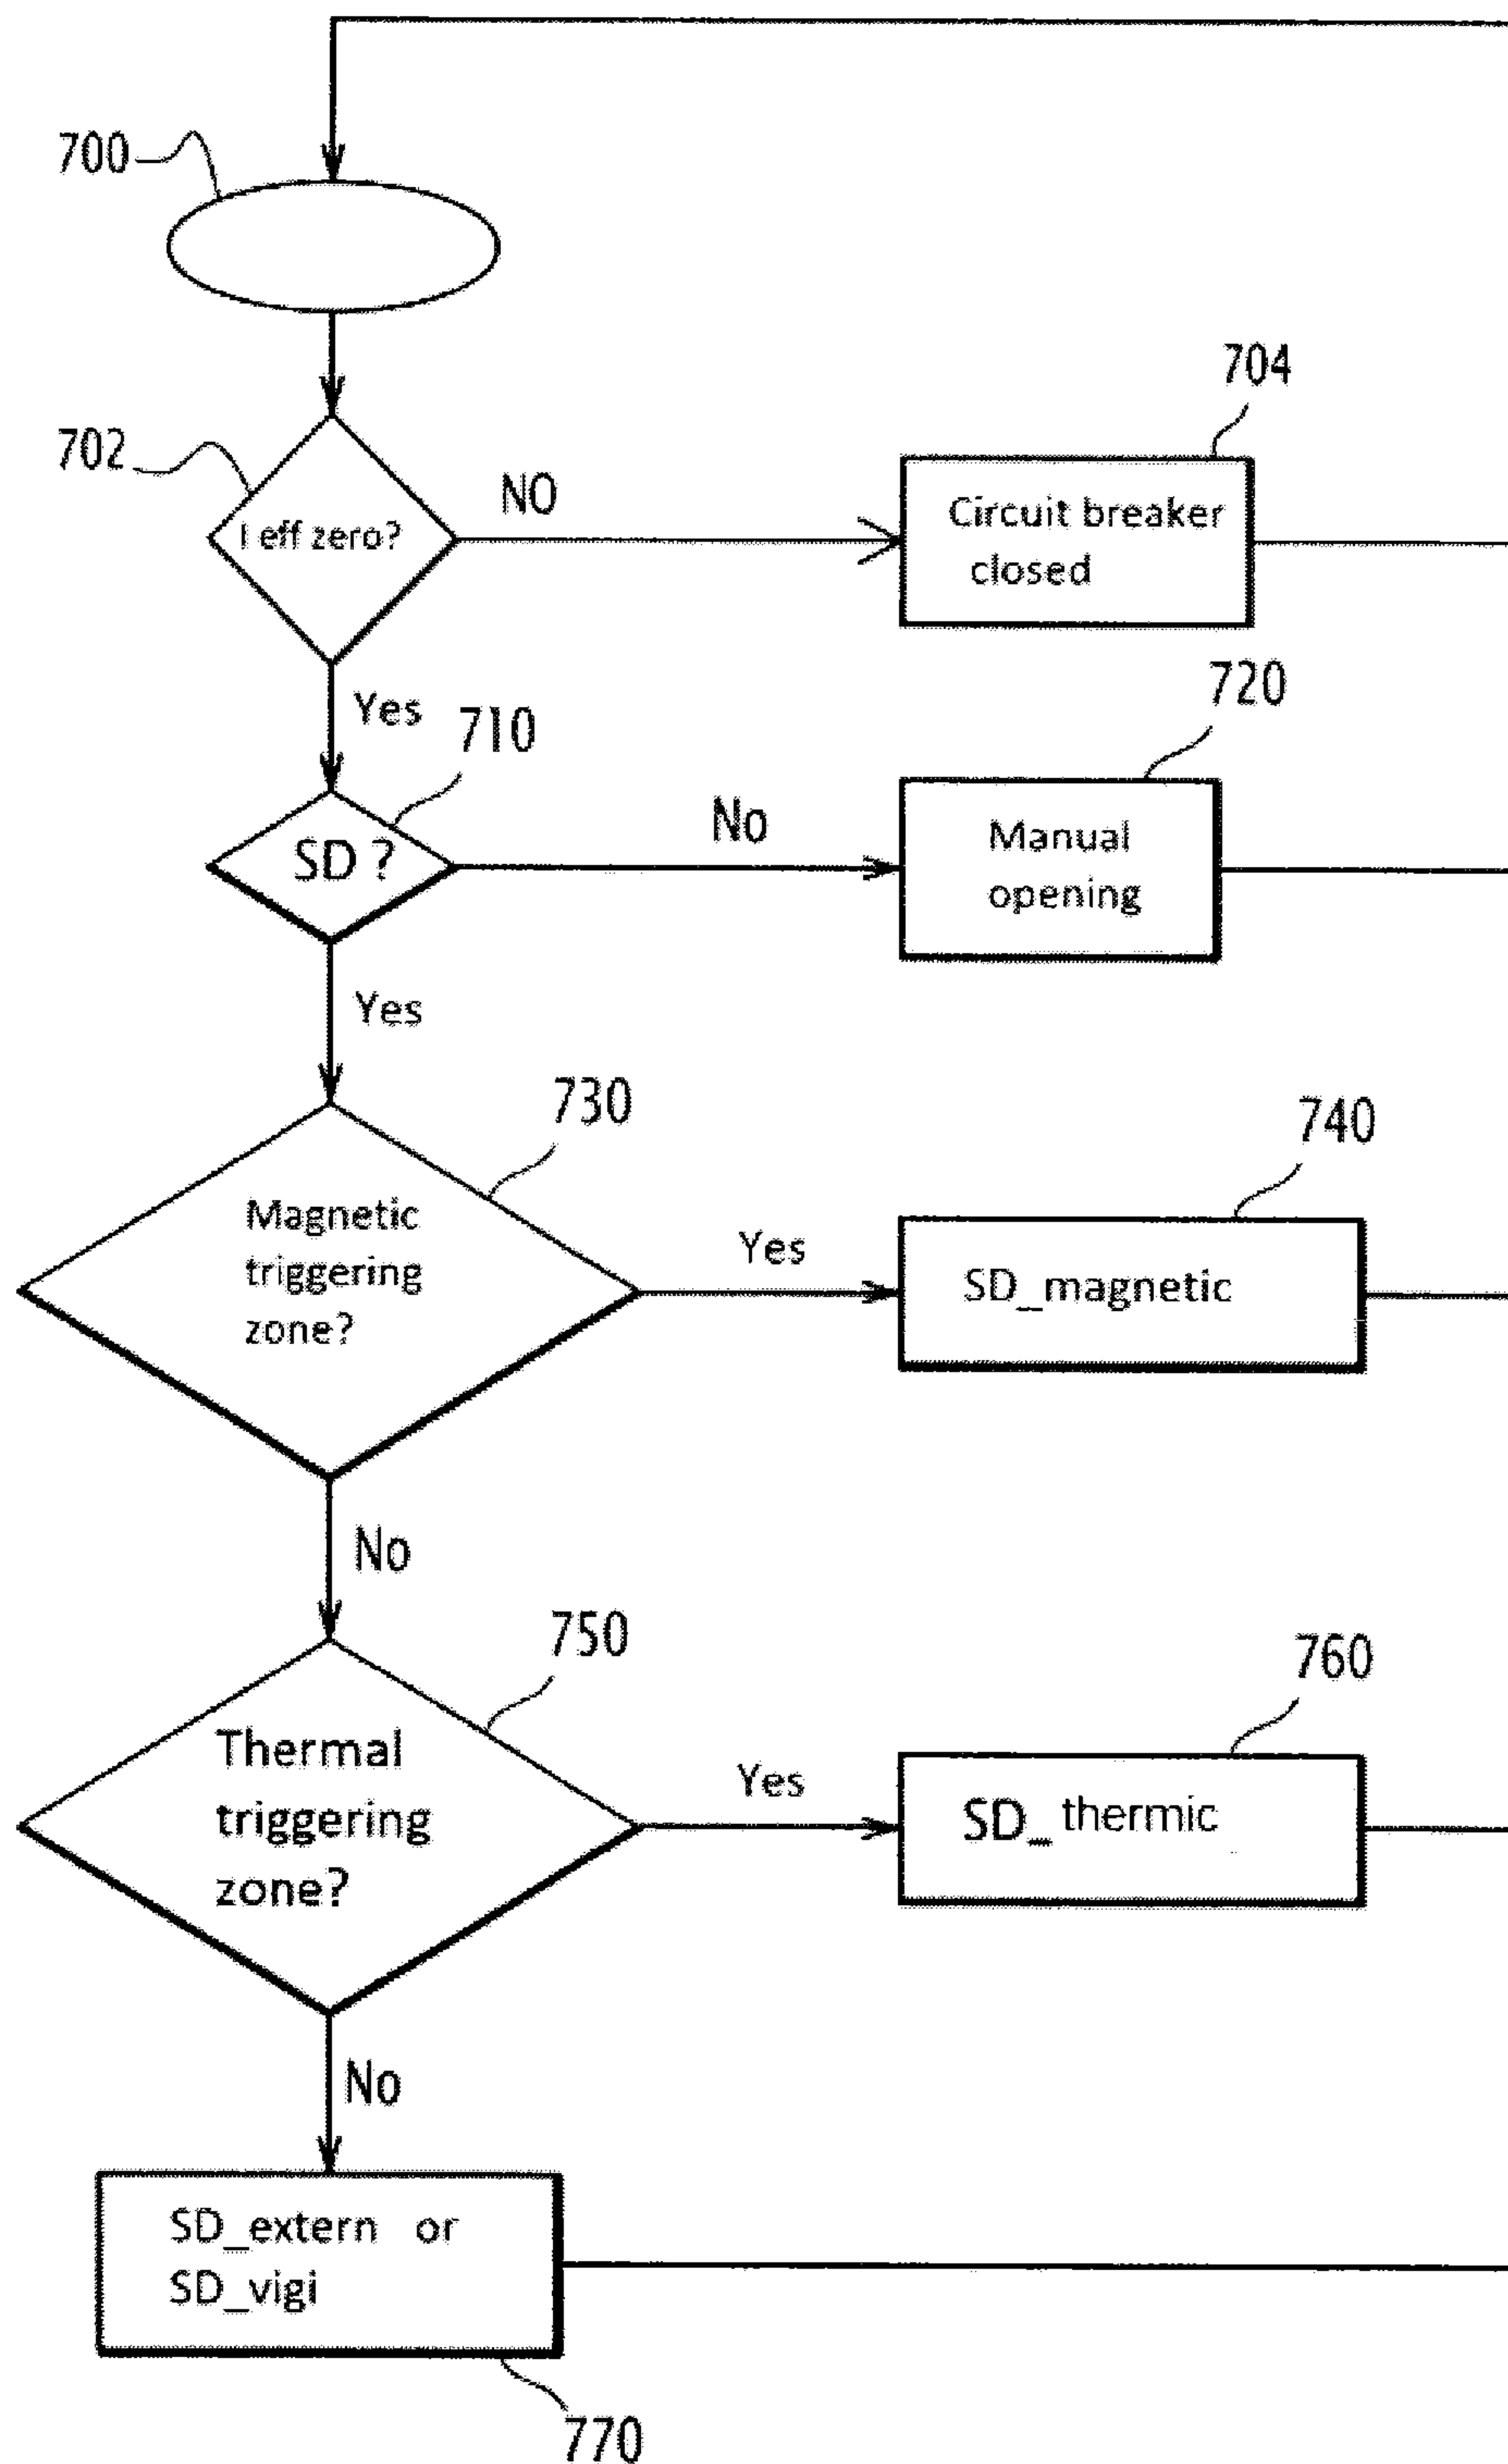 700
704
702
NO
I eff zero?
Circuit breaker
closed
720
Yes
710
No
SD ?
Manual
opening
Yes
730
740
Magnetic
triggering
zone?
Yes
SD_magnetic
No
750
760
Thermal
triggering
zone?
Yes
SD_ thermic
No
SD_extern or
SD_vigi
770